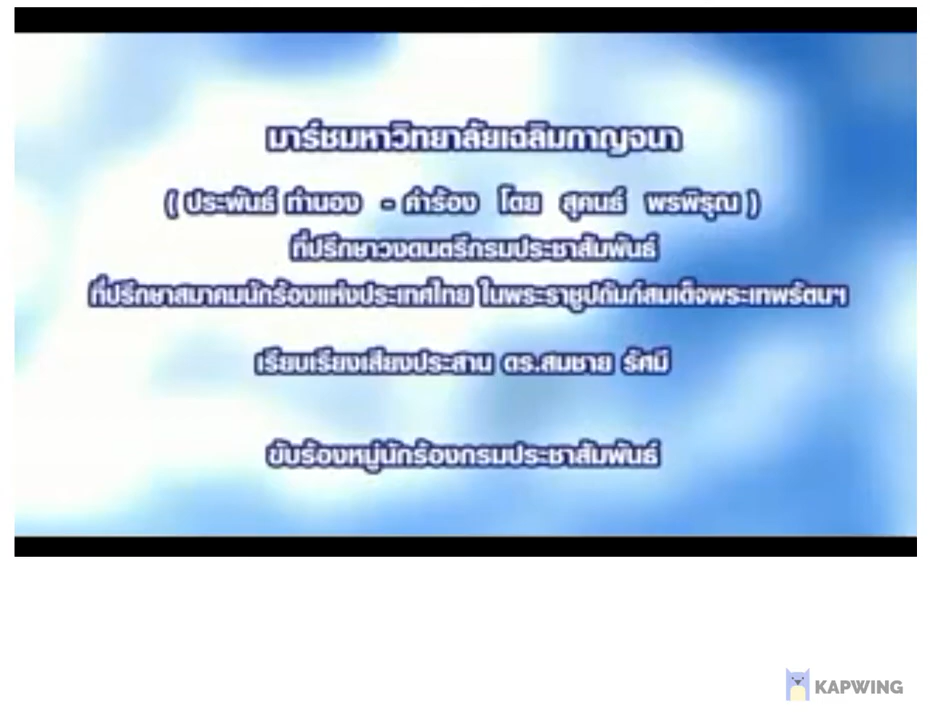 มาร์ชมหาวิทยาลัยเฉลิมกาญจนา
( ประพันธ์ ทำนอง - คำร้อง โดย สุคนธ์ พรพิรุณ )
ที่ปรึกษาวงดนตรีกรมประชาสัมพันธ์
ที่ปรึกษาสมาคมนักร้องแห่งประเทศไทย ในพระราชูปถัมภ์สมเด็จพระเทพรัตนฯ
เรียบเรียงเสียงประสาน ดร.สมชาย รัศมี
ขับร้องหมู่นักร้องกรมประชาสัมพันธ์
KAPWING